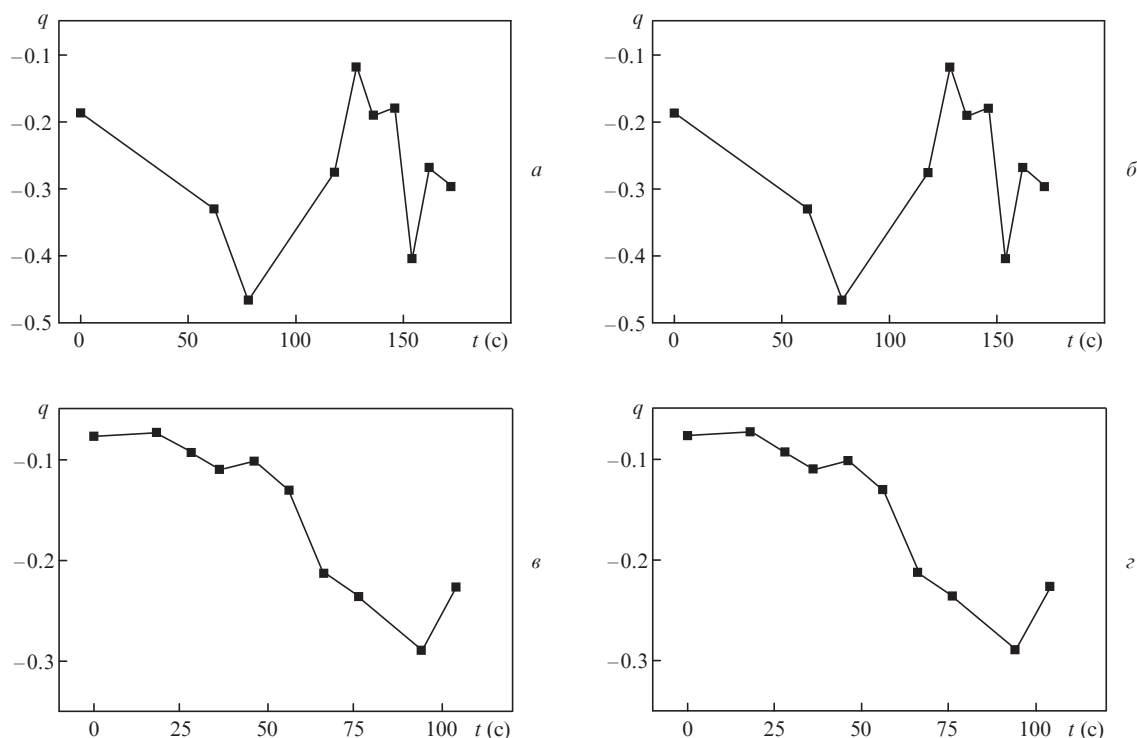 q q
–0.1 –0.1
–0.2 –0.2
–0.3 а –0.3 б
–0.4 –0.4
–0.5 –0.5
0 50 100 150 t (с) 0 50 100 150 t (с)
q q
–0.1 –0.1
–0.2 в –0.2 г
–0.3 –0.3
0 25 50 75 100 t (с) 0 25 50 75 100 t (с)